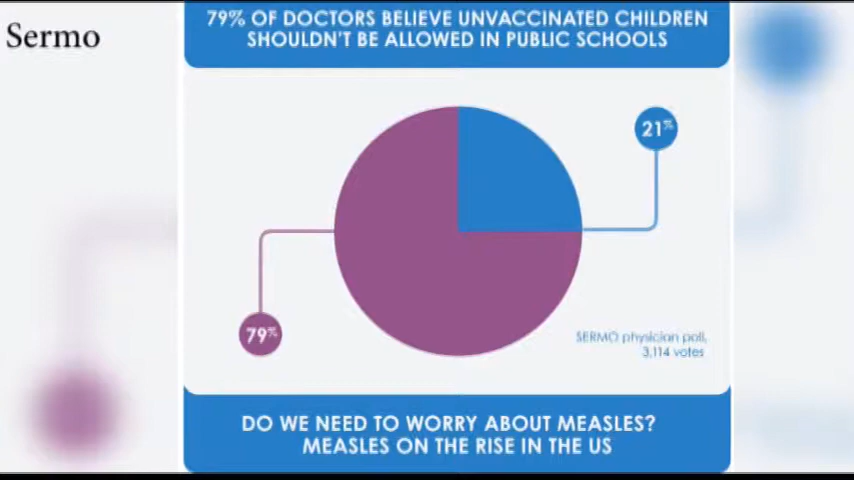 Sermo
79% OF DOCTORS BELIEVE UNVACCINATED CHILDREN
SHOULDN'T BE ALLOWED IN PUBLIC SCHOOLS
21%
79%
SERMO physician poll,
3,114 votes
DO WE NEED TO WORRY ABOUT MEASLES?
MEASLES ON THE RISE IN THE US